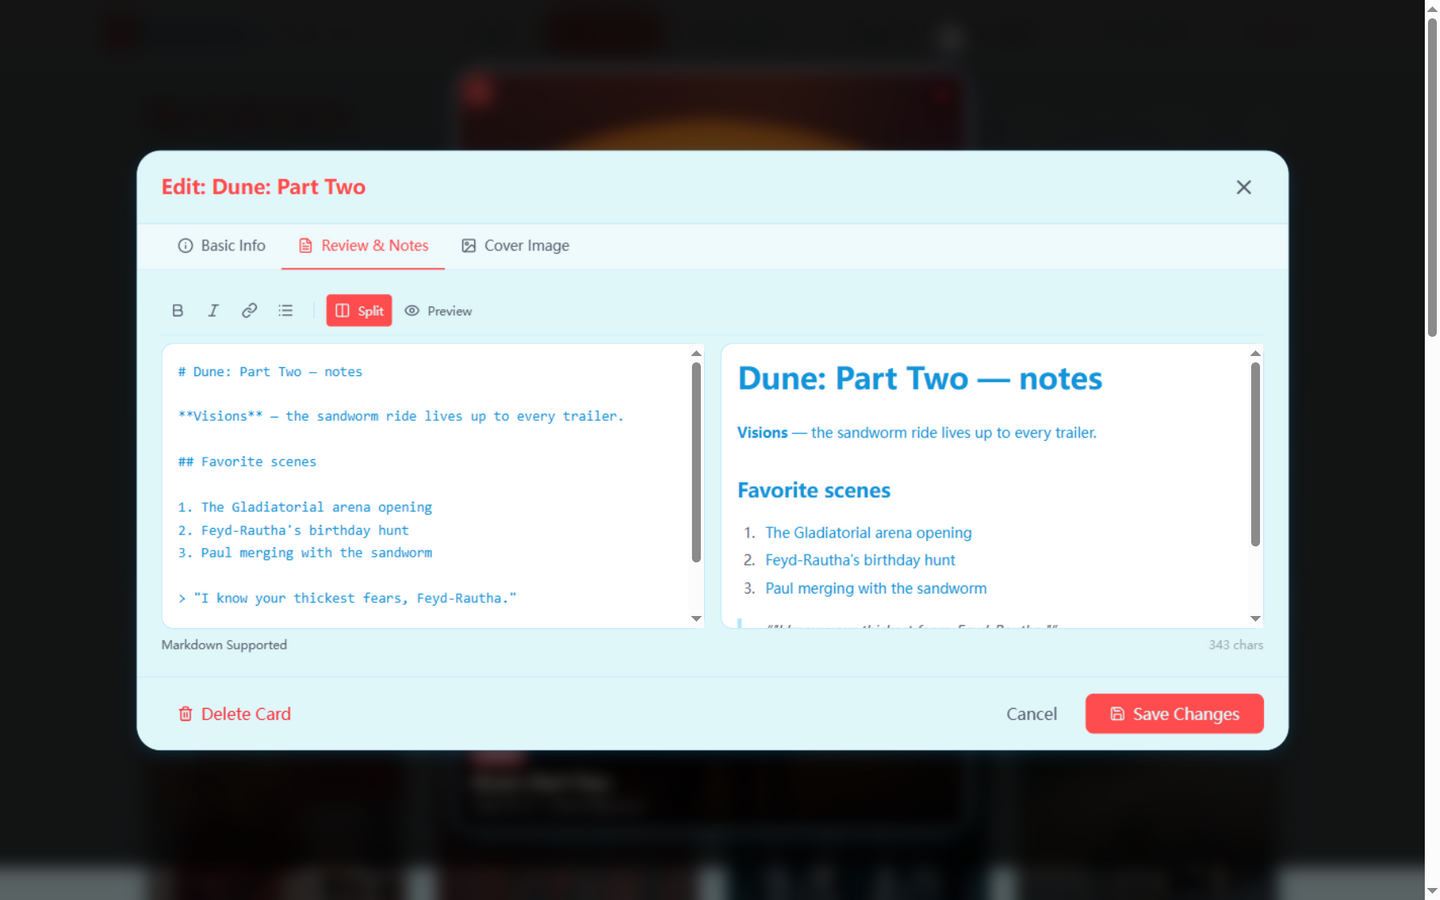 Edit: Dune: Part Two
Basic Info
Review & Notes
Cover Image
Split
Preview
# Dune: Part Two — notes
**Visions** — the sandworm ride lives up to every trailer.
## Favorite scenes
1. The Gladiatorial arena opening
2. Feyd-Rautha's birthday hunt
3. Paul merging with the sandworm
> "I know your thickest fears, Feyd-Rautha."
Dune: Part Two — notes
Visions — the sandworm ride lives up to every trailer.
Favorite scenes
1. The Gladiatorial arena opening
2. Feyd-Rautha's birthday hunt
3. Paul merging with the sandworm
Markdown Supported
343 chars
Delete Card
Cancel
Save Changes